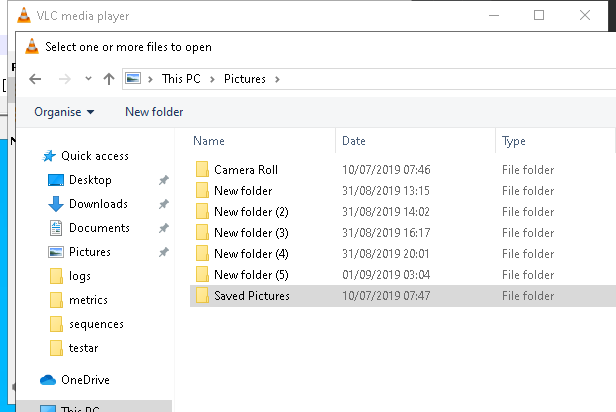 VLC media player
Select one or more files to open
This PC > Pictures >
Organise New folder
Name Date Type
Quick access
Desktop
Downloads
Documents
Pictures
logs
metrics
sequences
testar
OneDrive
This PC
Camera Roll 10/07/2019 07:46 File folder
New folder 31/08/2019 13:15 File folder
New folder (2) 31/08/2019 14:02 File folder
New folder (3) 31/08/2019 16:17 File folder
New folder (4) 31/08/2019 20:01 File folder
New folder (5) 01/09/2019 03:04 File folder
Saved Pictures 10/07/2019 07:47 File folder